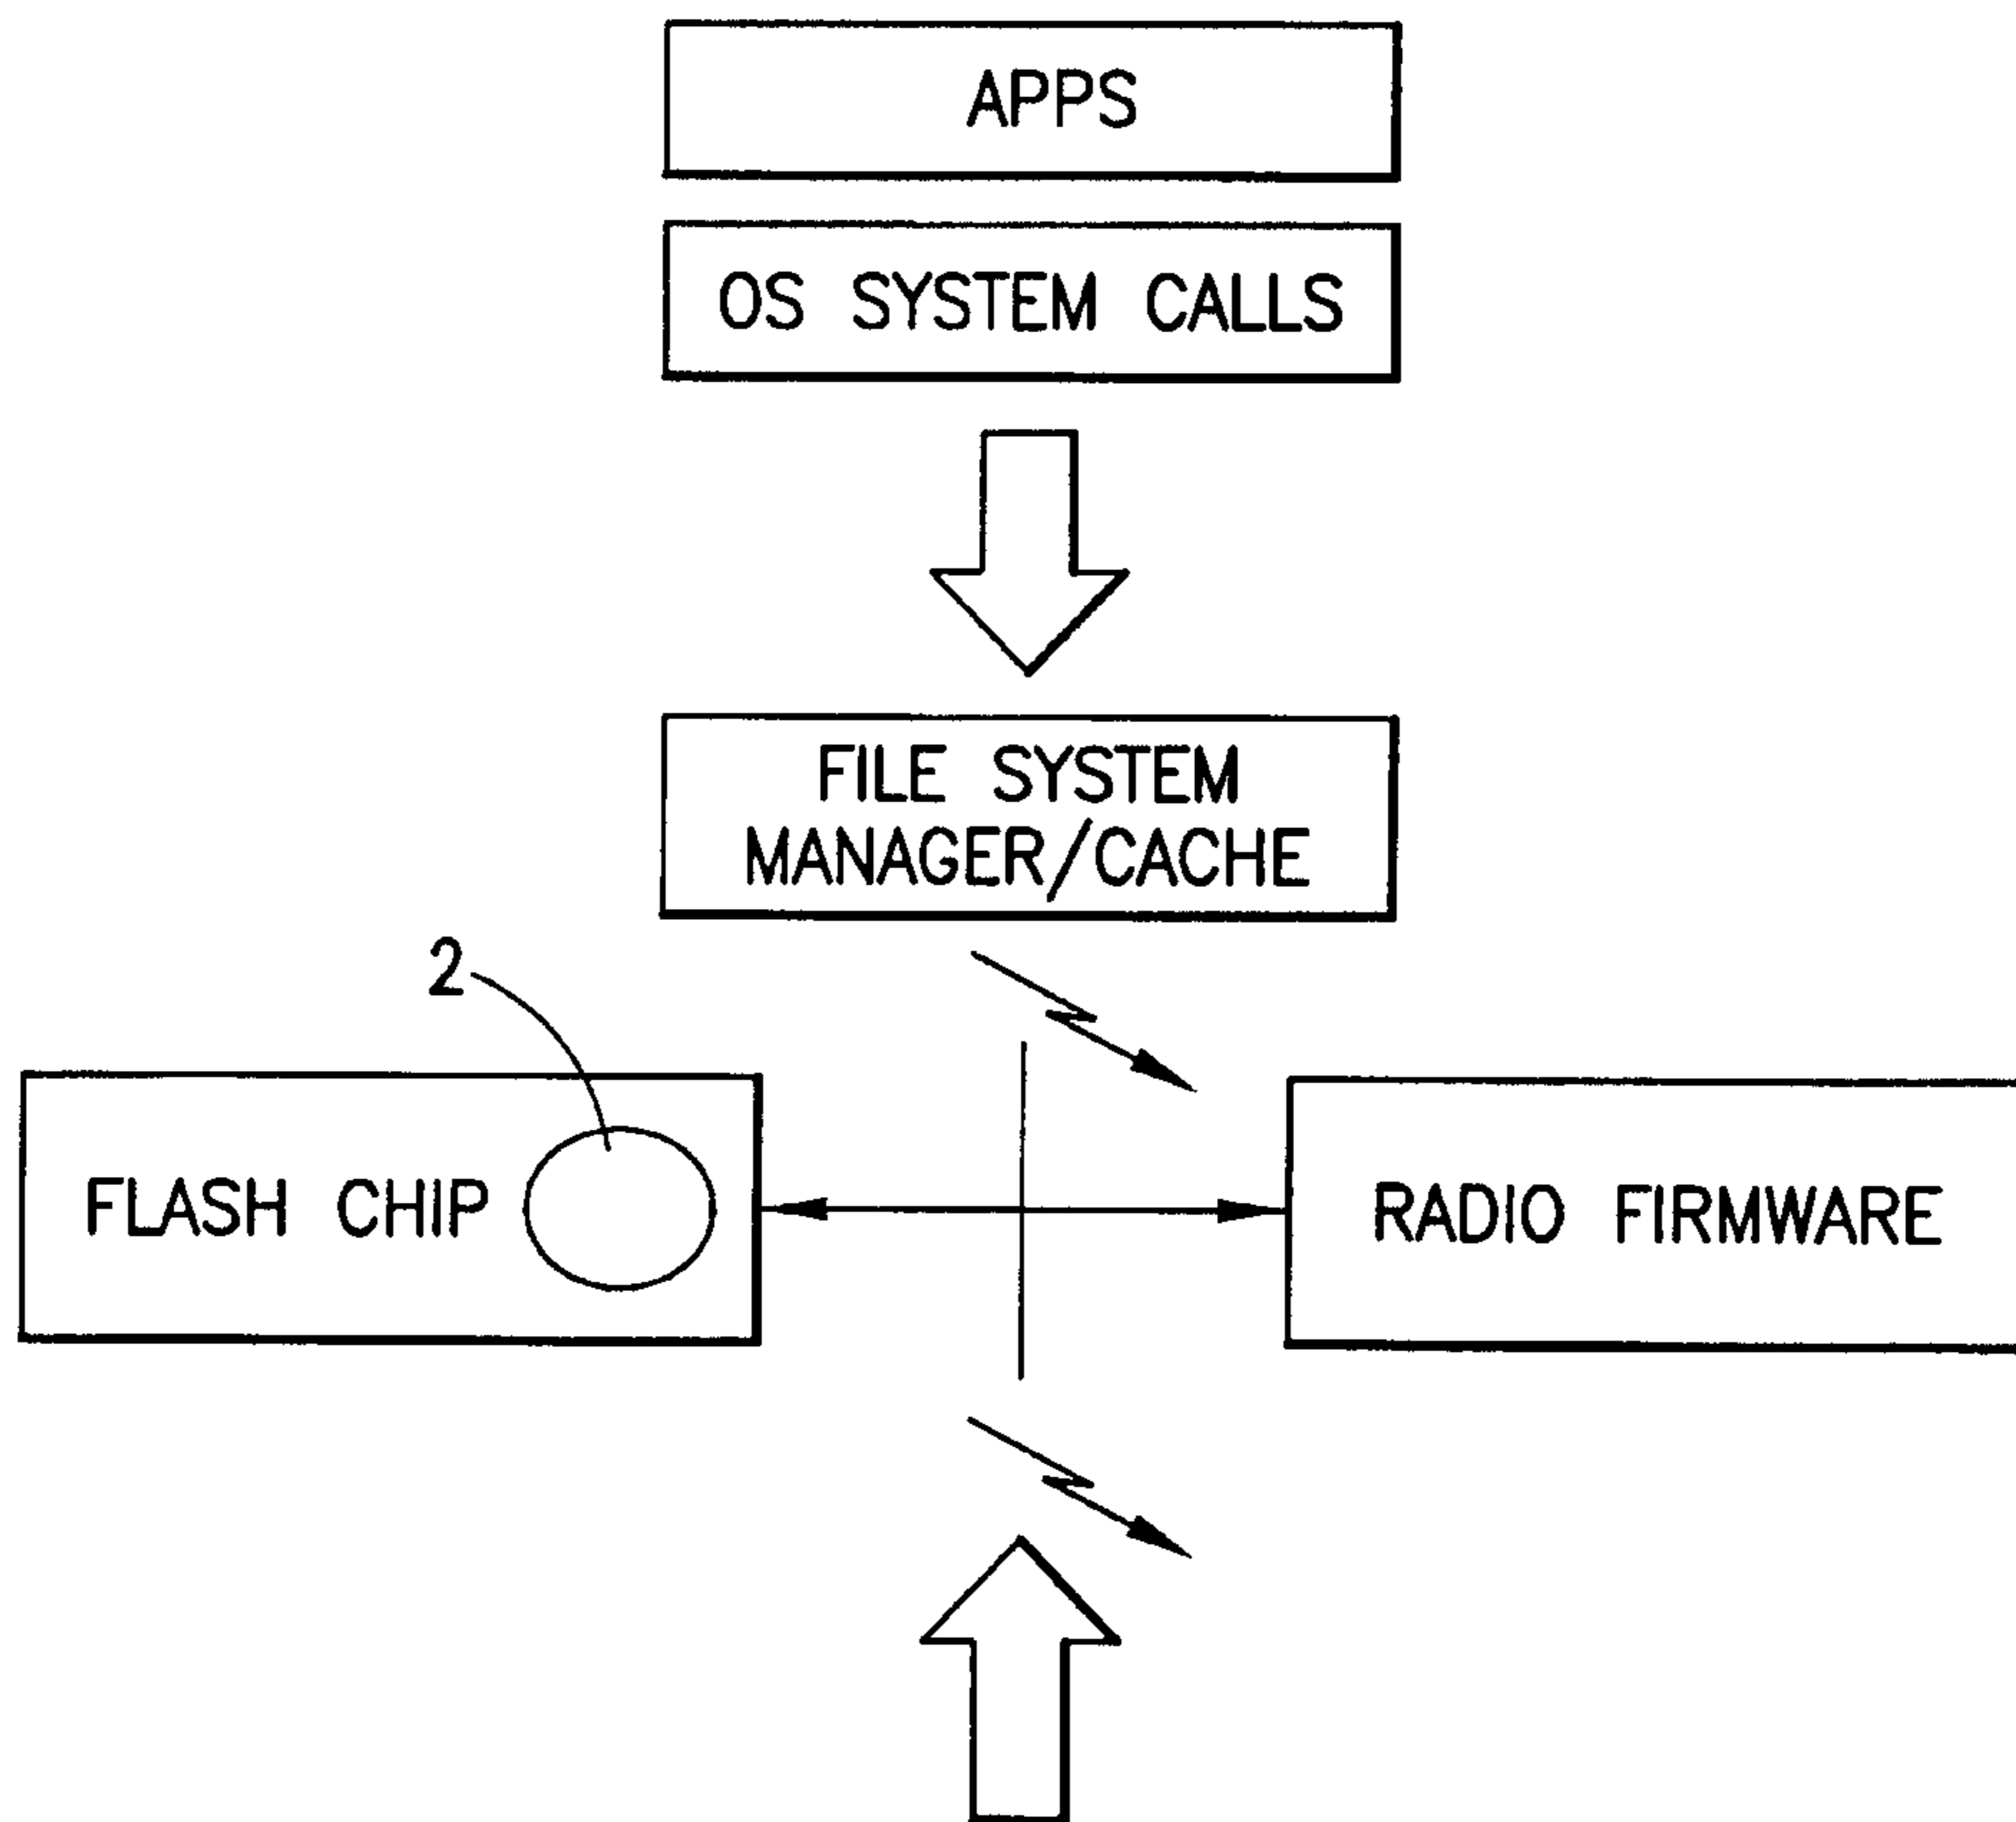 APPS
OS SYSTEM CALLS
FILE SYSTEM
MANAGER/CACHE
2
FLASH CHIP
RADIO FIRMWARE